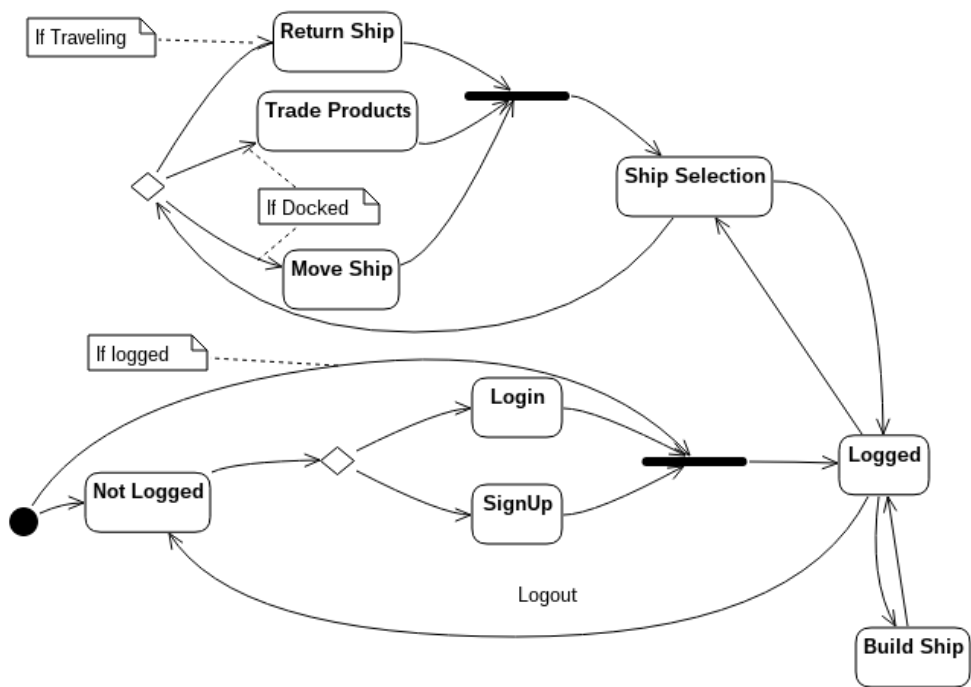 If Traveling
Return Ship
Trade Products
Ship Selection
If Docked
Move Ship
If logged
Login
Logged
Not Logged
SignUp
Logout
Build Ship